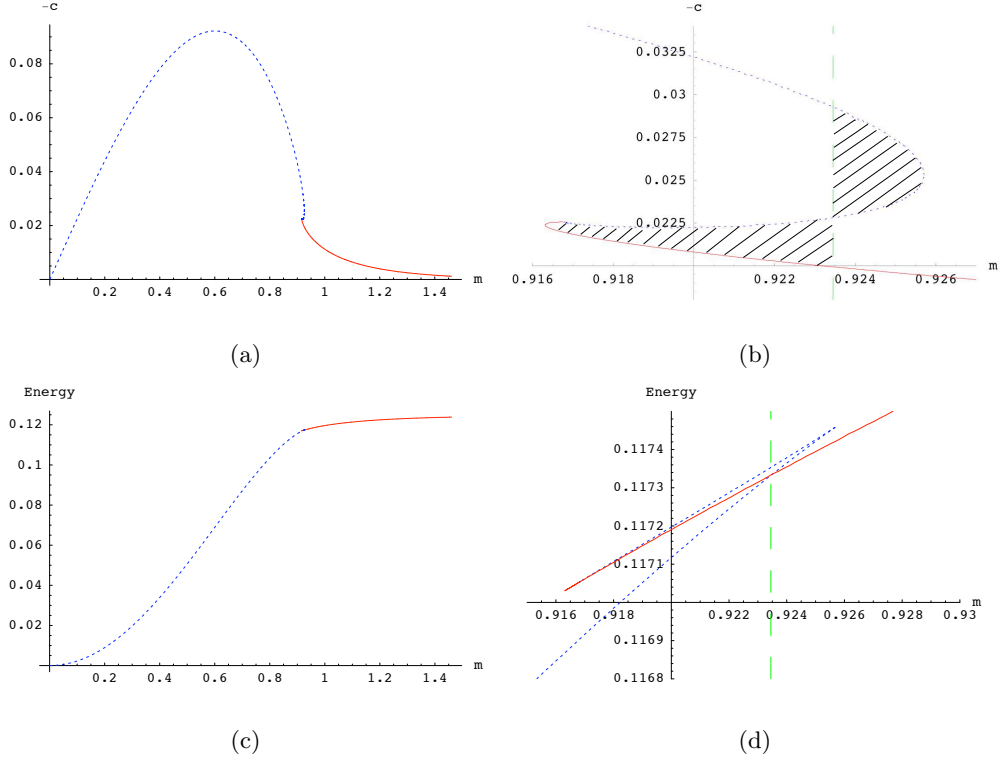 -c
0.08
0.06
0.04
0.02
0.2 0.4 0.6 0.8 1 1.2 1.4 m
(a)
-c
0.0325
0.03
0.0275
0.025
0.0225
0.916 0.918 0.922 0.924 0.926 m
(b)
Energy
0.12
0.1
0.08
0.06
0.04
0.02
0.2 0.4 0.6 0.8 1 1.2 1.4 m
(c)
Energy
0.1174
0.1173
0.1172
0.1171
0.916 0.918 0.922 0.924 0.926 0.928 0.93 m
0.1169
0.1168
(d)